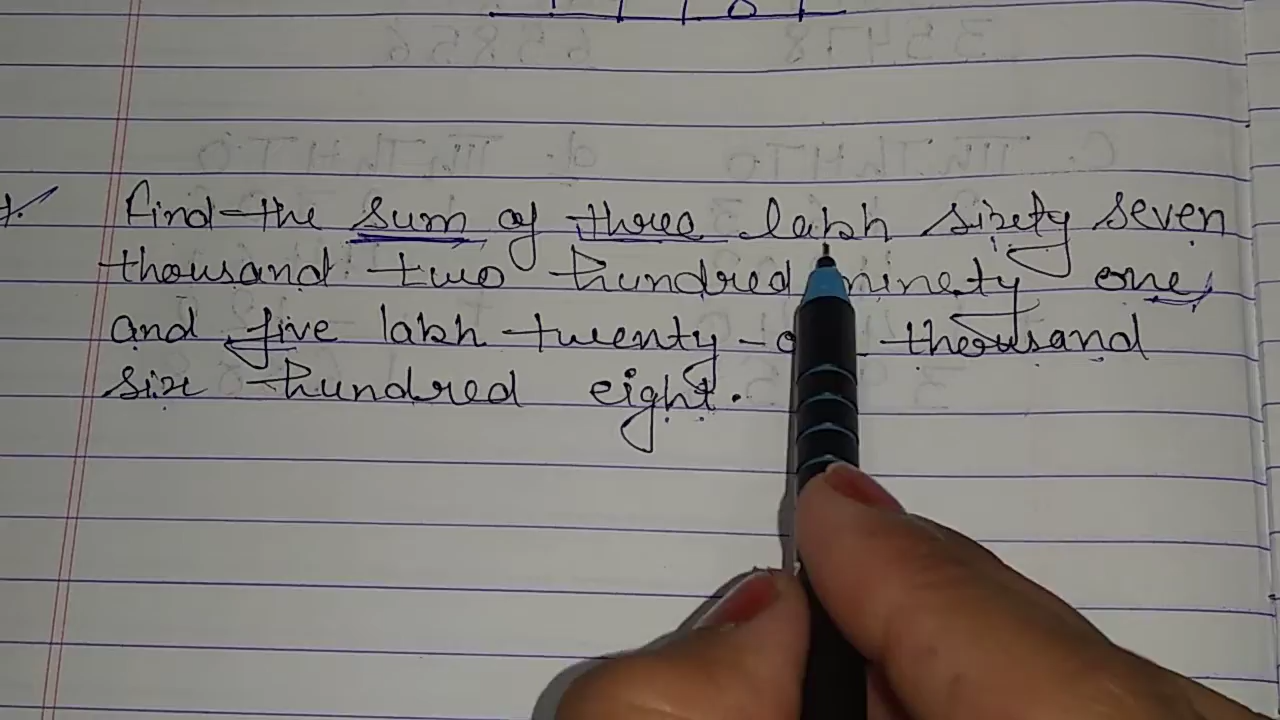 Find the sum of three lakh sixty seven
thousand two hundred ninety one,
and five lakh twenty - thousand
six hundred eight.